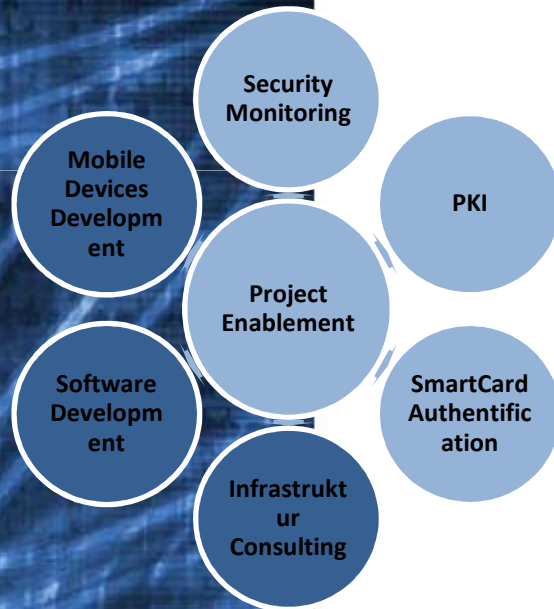 Security
Monitoring
Mobile
Devices
Developm
ent
PKI
Project
Enablement
Software
Developm
ent
SmartCard
Authentific
ation
Infrastrukt
ur
Consulting